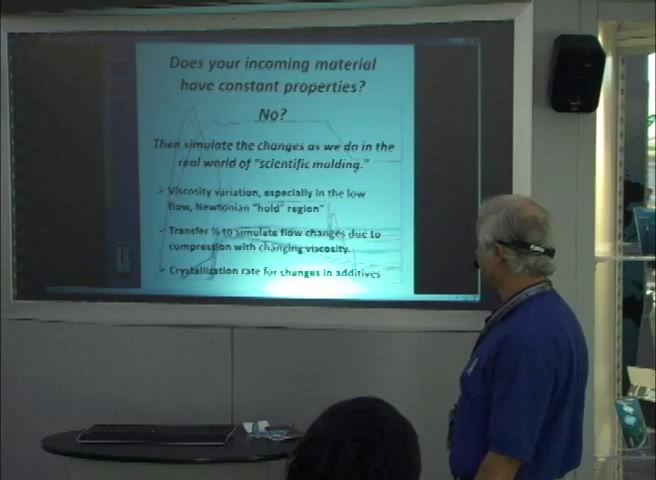 Does your incoming material
have constant properties?
No?
Then simulate the changes as we do in the
real world of "scientific molding."
➢ Viscosity variation, especially in the low
flow, Newtonian "hold" region"
➢ Transfer % to simulate flow changes due to
compression with changing viscosity.
➢ Crystallization rate for changes in additives